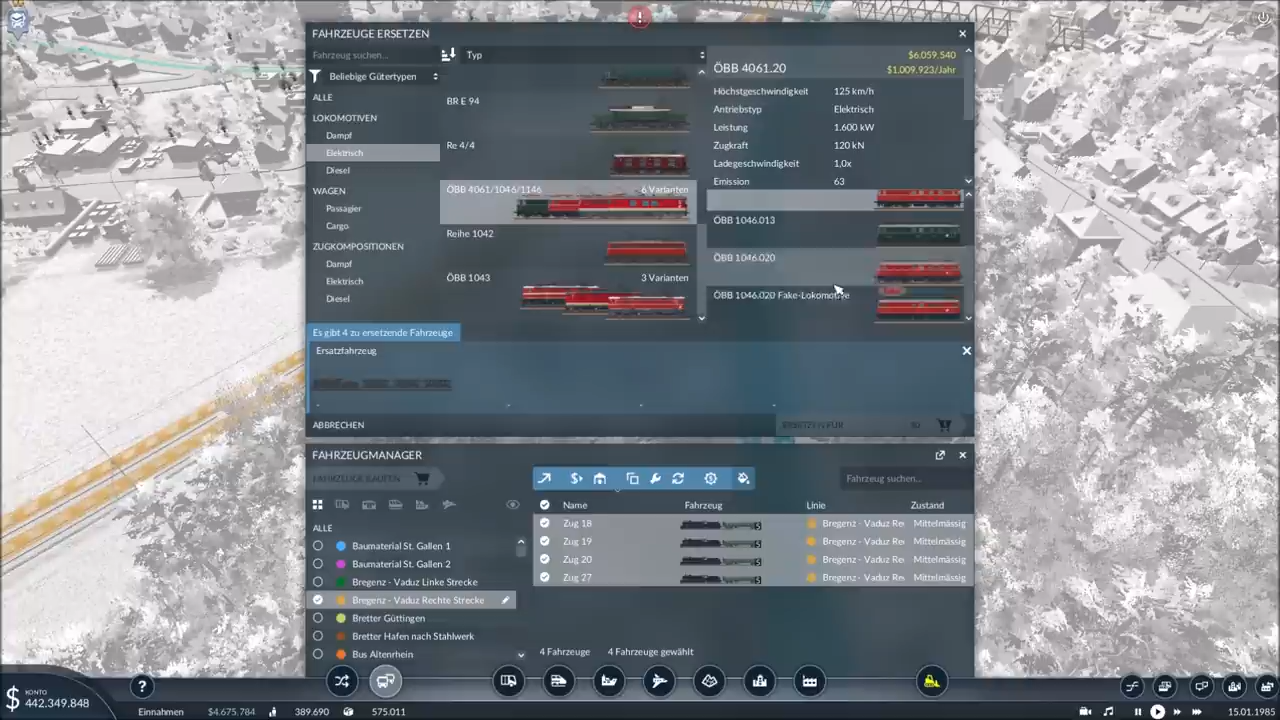 FAHRZEUGE ERSETZEN
Fahrzeug suchen...
Typ
Beliebige Gütertypen
ALLE
LOKOMOTIVEN
Dampf
Elektrisch
Diesel
WAGEN
Passagier
Cargo
ZUGKOMPOSITIONEN
Dampf
Elektrisch
Diesel
BR E 94
Re 4/4
ÖBB 4061/1046/1146 6 Varianten
Reihe 1042
ÖBB 1043 3 Varianten
$6.059.540
ÖBB 4061.20 $1.009.923/Jahr
Höchstgeschwindigkeit 125 km/h
Antriebstyp Elektrisch
Leistung 1.600 kW
Zugkraft 120 kN
Ladegeschwindigkeit 1,0x
Emission 63
ÖBB 1046.013
ÖBB 1046.020
ÖBB 1046.020 Fake-Lokomotive
Es gibt 4 zu ersetzende Fahrzeuge
Ersatzfahrzeug
ABBRECHEN
ERSETZEN FÜR $0
FAHRZEUGMANAGER
FAHRZEUGE KAUFEN
Fahrzeug suchen...
Name Fahrzeug Linie Zustand
ALLE
Baumaterial St. Gallen 1
Baumaterial St. Gallen 2
Bregenz - Vaduz Linke Strecke
Bregenz - Vaduz Rechte Strecke
Bretter Güttingen
Bretter Hafen nach Stahlwerk
Bus Altenrhein
Zug 18 Bregenz - Vaduz Re Mittelmässig
Zug 19 Bregenz - Vaduz Re Mittelmässig
Zug 20 Bregenz - Vaduz Re Mittelmässig
Zug 27 Bregenz - Vaduz Re Mittelmässig
4 Fahrzeuge 4 Fahrzeuge gewählt
KONTO
$ 442.349.848
?
Einnahmen $4.675.784 389.690 575.011
15.01.1985